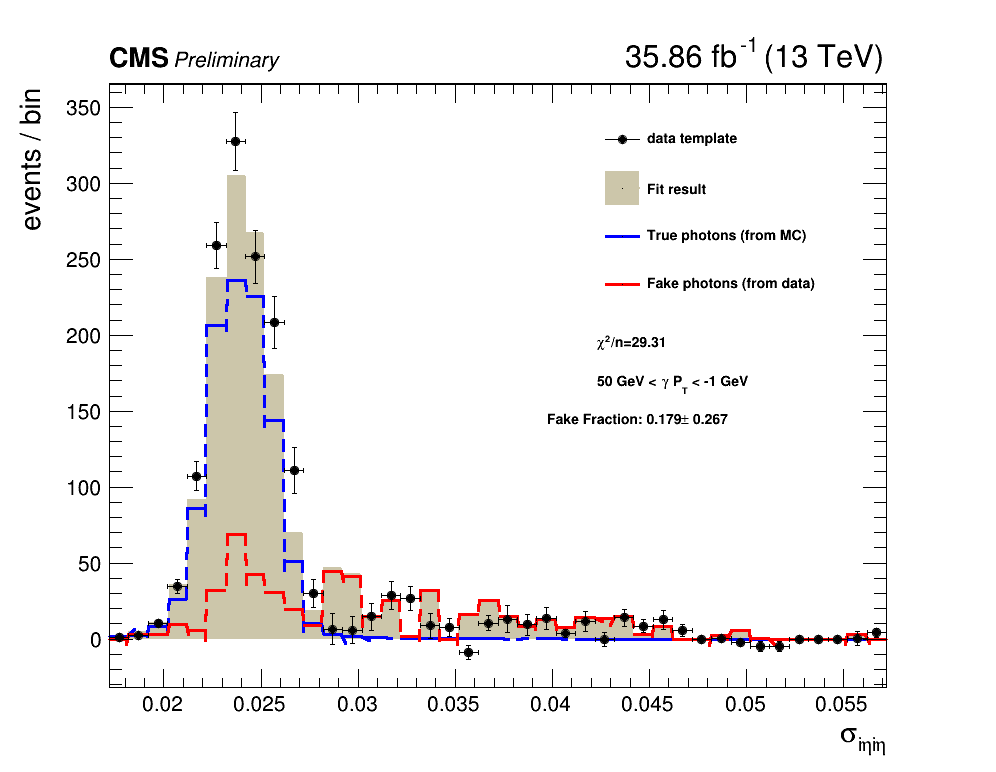 CMS Preliminary
35.86 fb⁻¹ (13 TeV)
events / bin
350
300
250
200
150
100
50
0
data template
Fit result
True photons (from MC)
Fake photons (from data)
χ²/n=29.31
50 GeV < γ P_T < -1 GeV
Fake Fraction: 0.179± 0.267
0.02 0.025 0.03 0.035 0.04 0.045 0.05 0.055
σ_iηiη